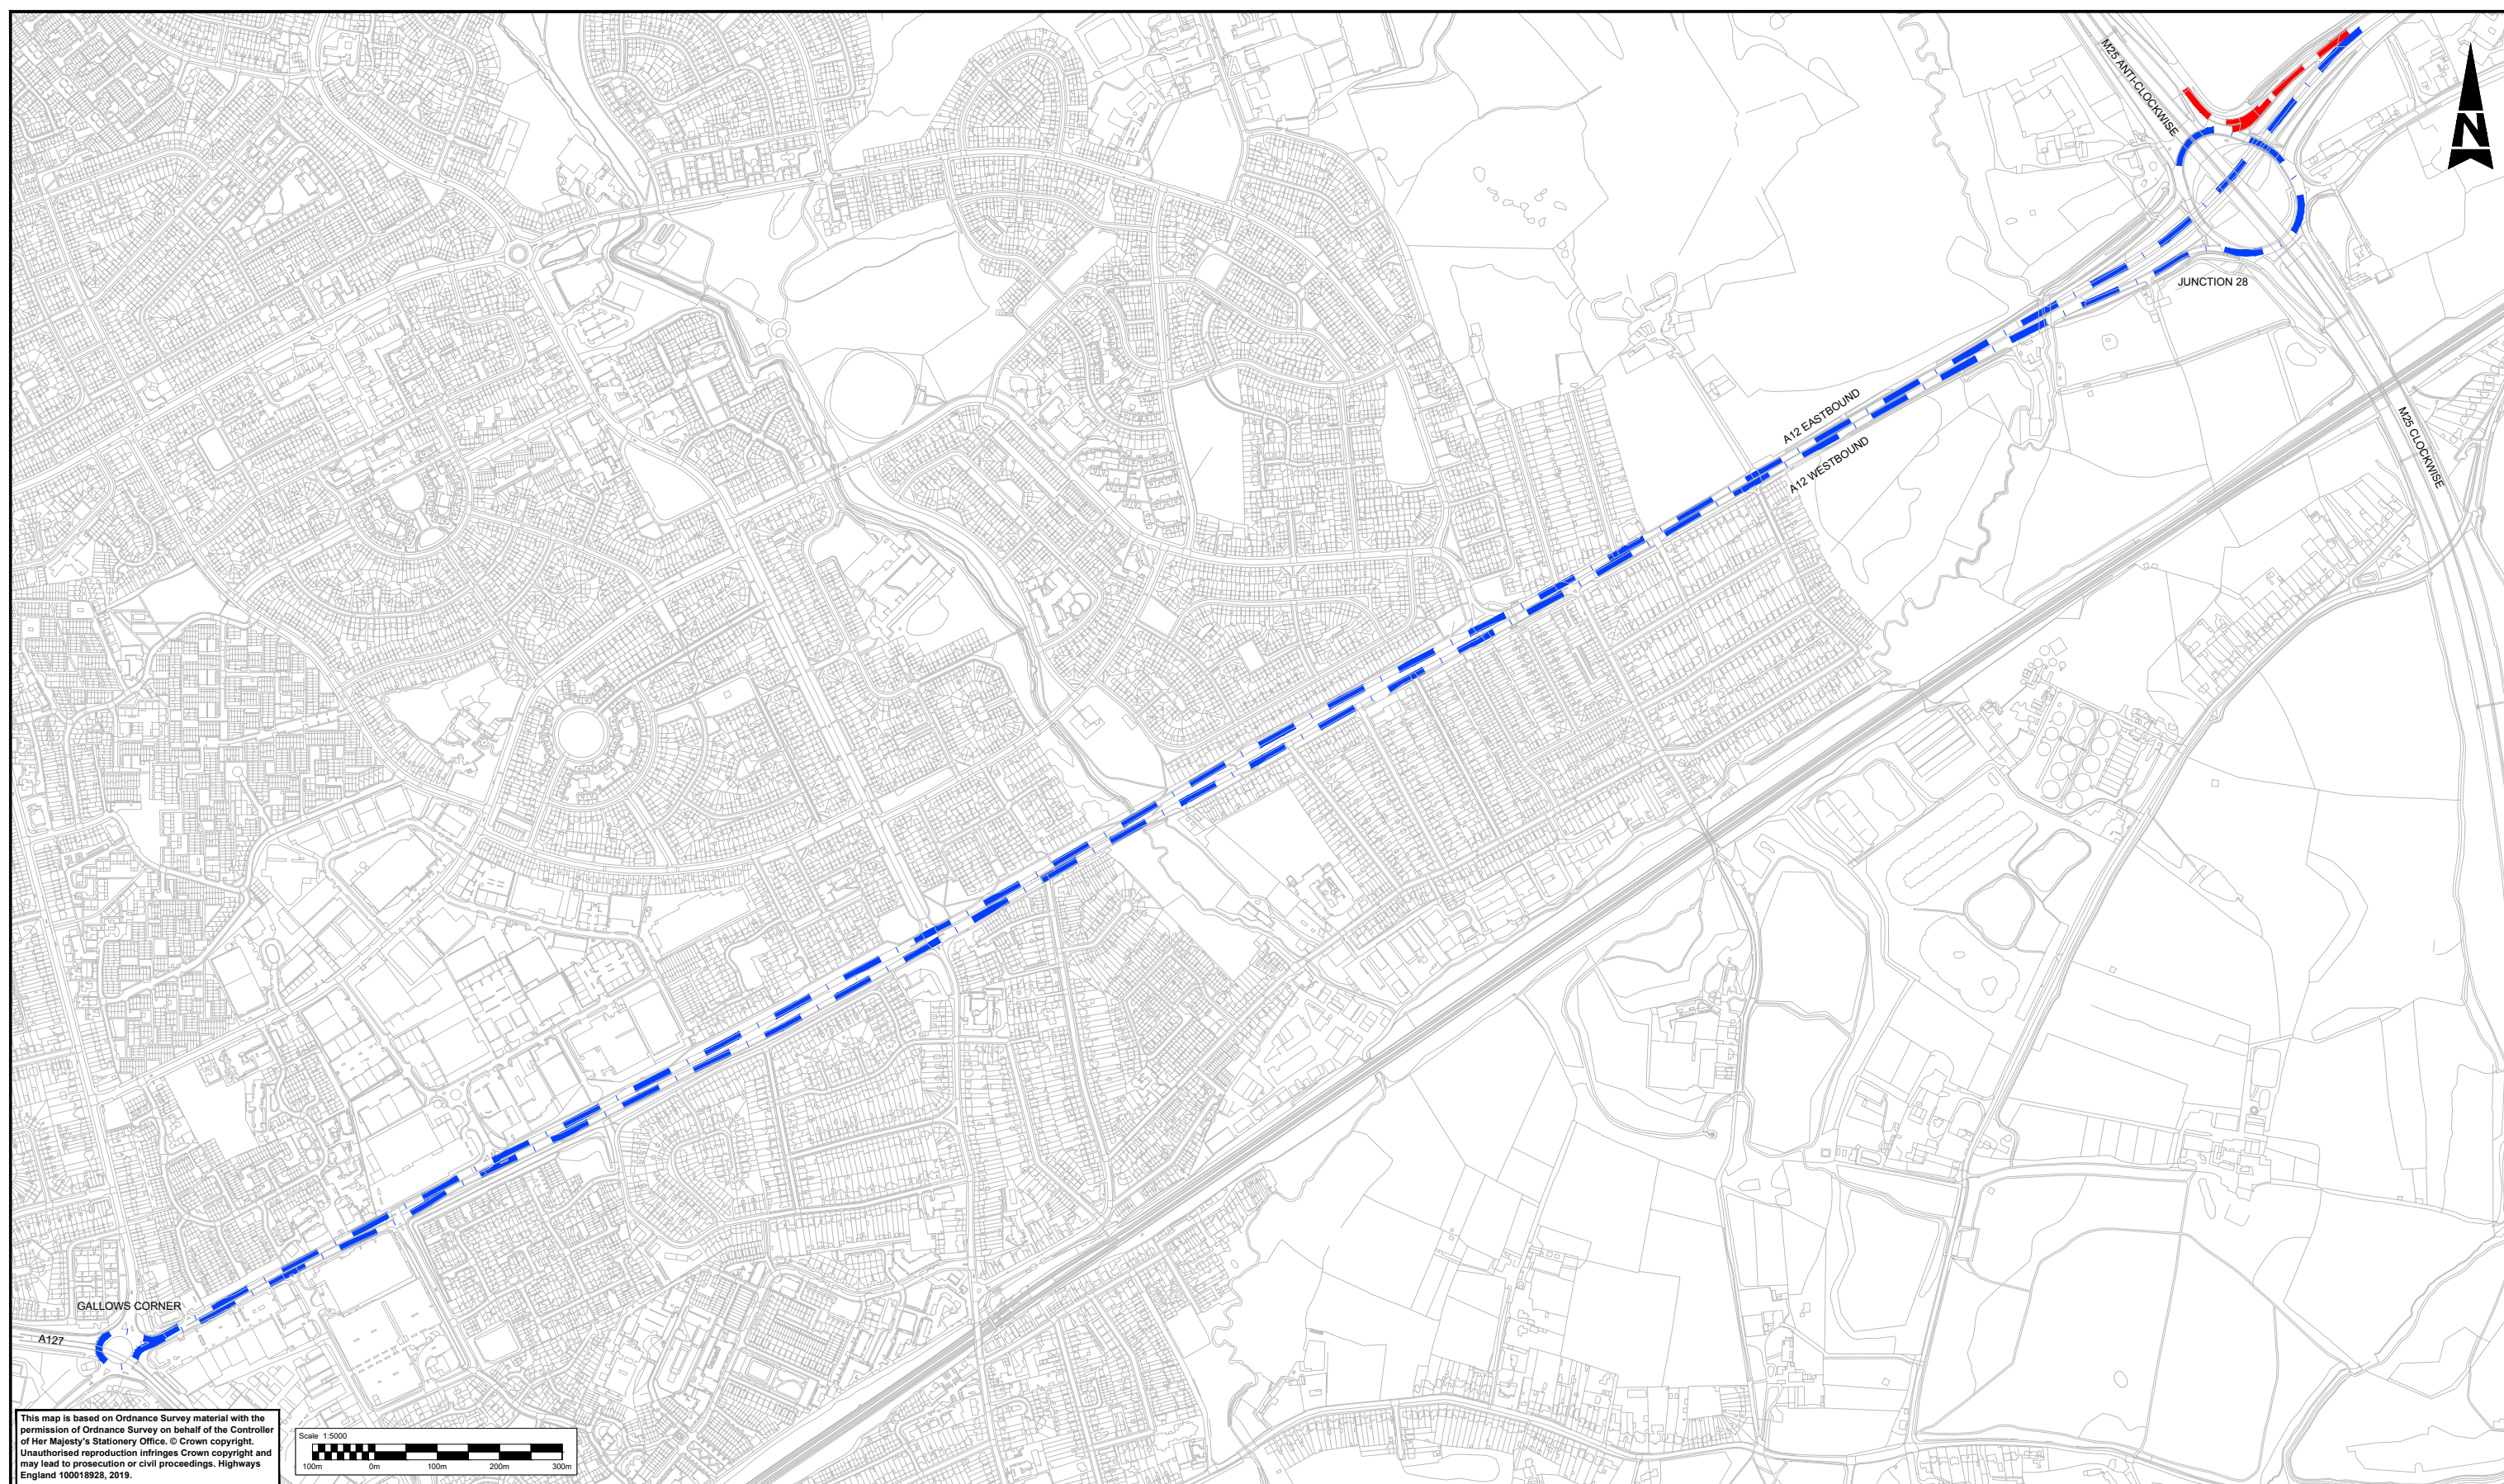 M25 ANTI-CLOCKWISE
N
JUNCTION 28
A12 EASTBOUND
A12 WESTBOUND
M25 CLOCKWISE
GALLOWS CORNER
A127
This map is based on Ordnance Survey material with the
permission of Ordnance Survey on behalf of the Controller
of Her Majesty's Stationery Office. © Crown copyright.
Unauthorised reproduction infringes Crown copyright and
may lead to prosecution or civil proceedings. Highways
England 100018928, 2019.
Scale 1:5000
100m 0m 100m 200m 300m